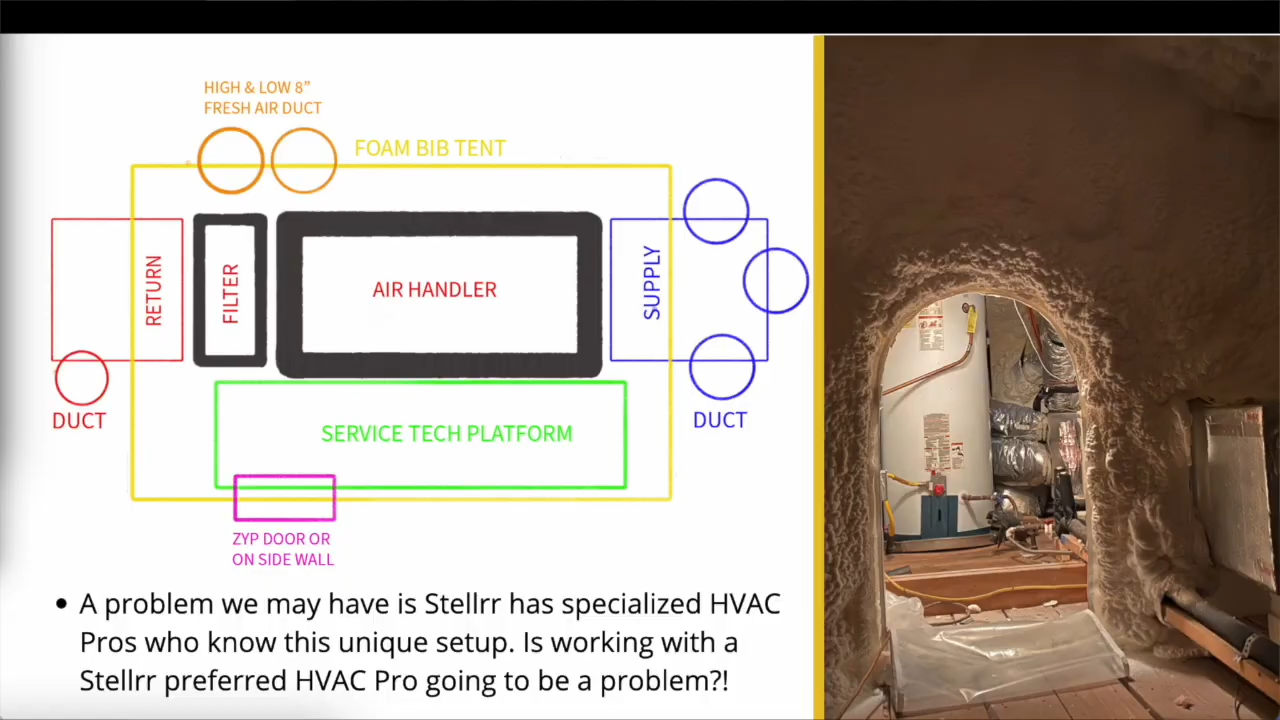 HIGH & LOW 8”
FRESH AIR DUCT
FOAM BIB TENT
RETURN
FILTER
AIR HANDLER
SUPPLY
DUCT
DUCT
SERVICE TECH PLATFORM
ZYP DOOR OR
ON SIDE WALL
• A problem we may have is Stellrr has specialized HVAC
Pros who know this unique setup. Is working with a
Stellrr preferred HVAC Pro going to be a problem?!